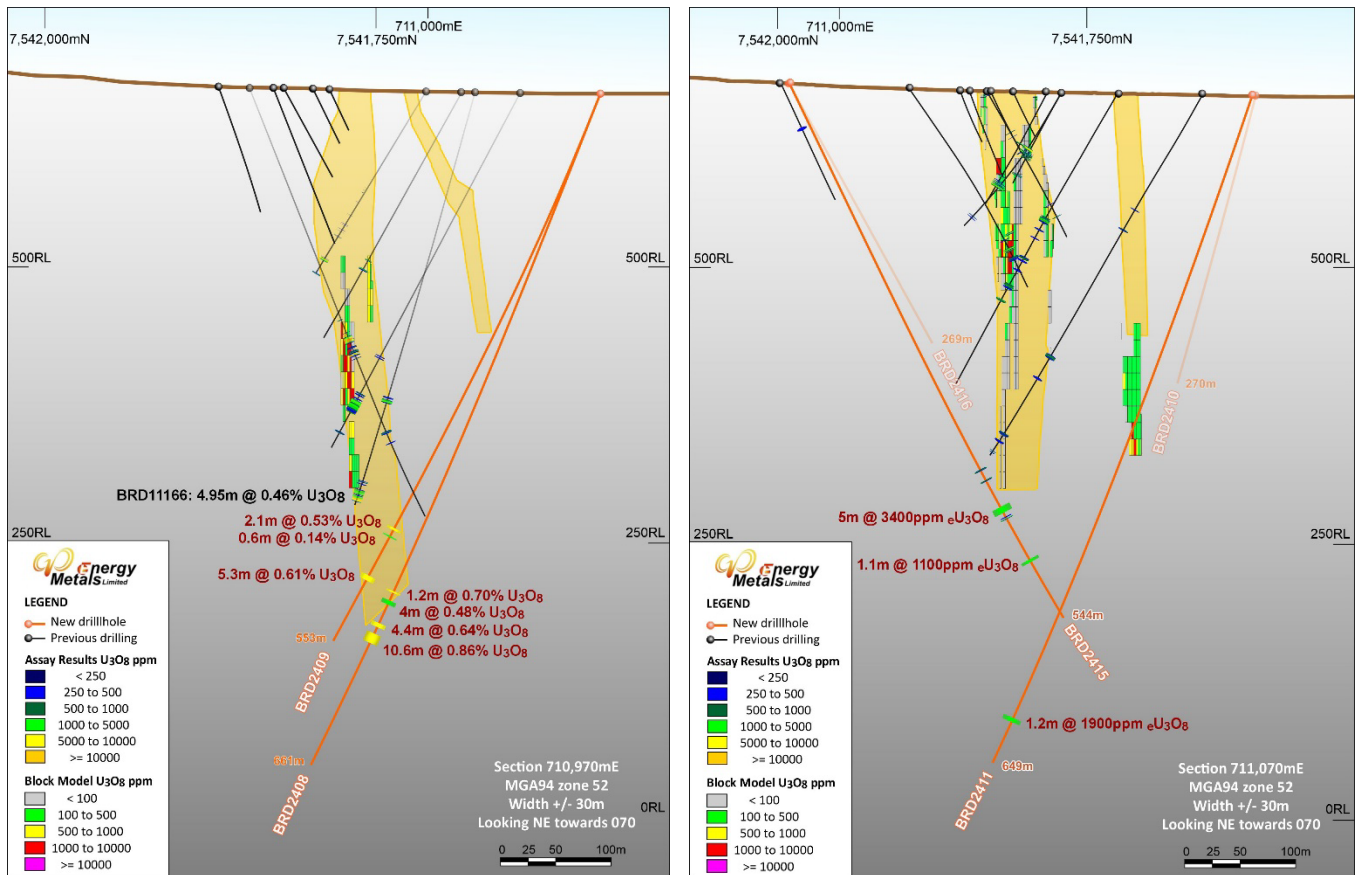 711,000mE
7,542,000mN
7,541,750mN
500RL
500RL
BRD11166: 4.95m @ 0.46% U3O8
2.1m @ 0.53% U3O8
0.6m @ 0.14% U3O8
250RL
250RL
5.3m @ 0.61% U3O8
1.2m @ 0.70% U3O8
4m @ 0.48% U3O8
4.4m @ 0.64% U3O8
10.6m @ 0.86% U3O8
553m
BRD2409
661m
BRD2408
0RL
Energy
Metals Limited
LEGEND
New drillhole
Previous drilling
Assay Results U3O8 ppm
< 250
250 to 500
500 to 1000
1000 to 5000
5000 to 10000
>= 10000
Block Model U3O8 ppm
< 100
100 to 500
500 to 1000
1000 to 10000
>= 10000
Section 710,970mE
MGA94 zone 52
Width +/- 30m
Looking NE towards 070
0 25 50 100m
711,000mE
7,542,000mN
7,541,750mN
500RL
500RL
269m
BRD2416
270m
BRD2410
5m @ 3400ppm eU3O8
250RL
250RL
1.1m @ 1100ppm eU3O8
544m
BRD2415
1.2m @ 1900ppm eU3O8
649m
BRD2411
0RL
Energy
Metals Limited
LEGEND
New drilllhole
Previous drilling
Assay Results U3O8 ppm
< 250
250 to 500
500 to 1000
1000 to 5000
5000 to 10000
>= 10000
Block Model U3O8 ppm
< 100
100 to 500
500 to 1000
1000 to 10000
>= 10000
Section 711,070mE
MGA94 zone 52
Width +/- 30m
Looking NE towards 070
0 25 50 100m